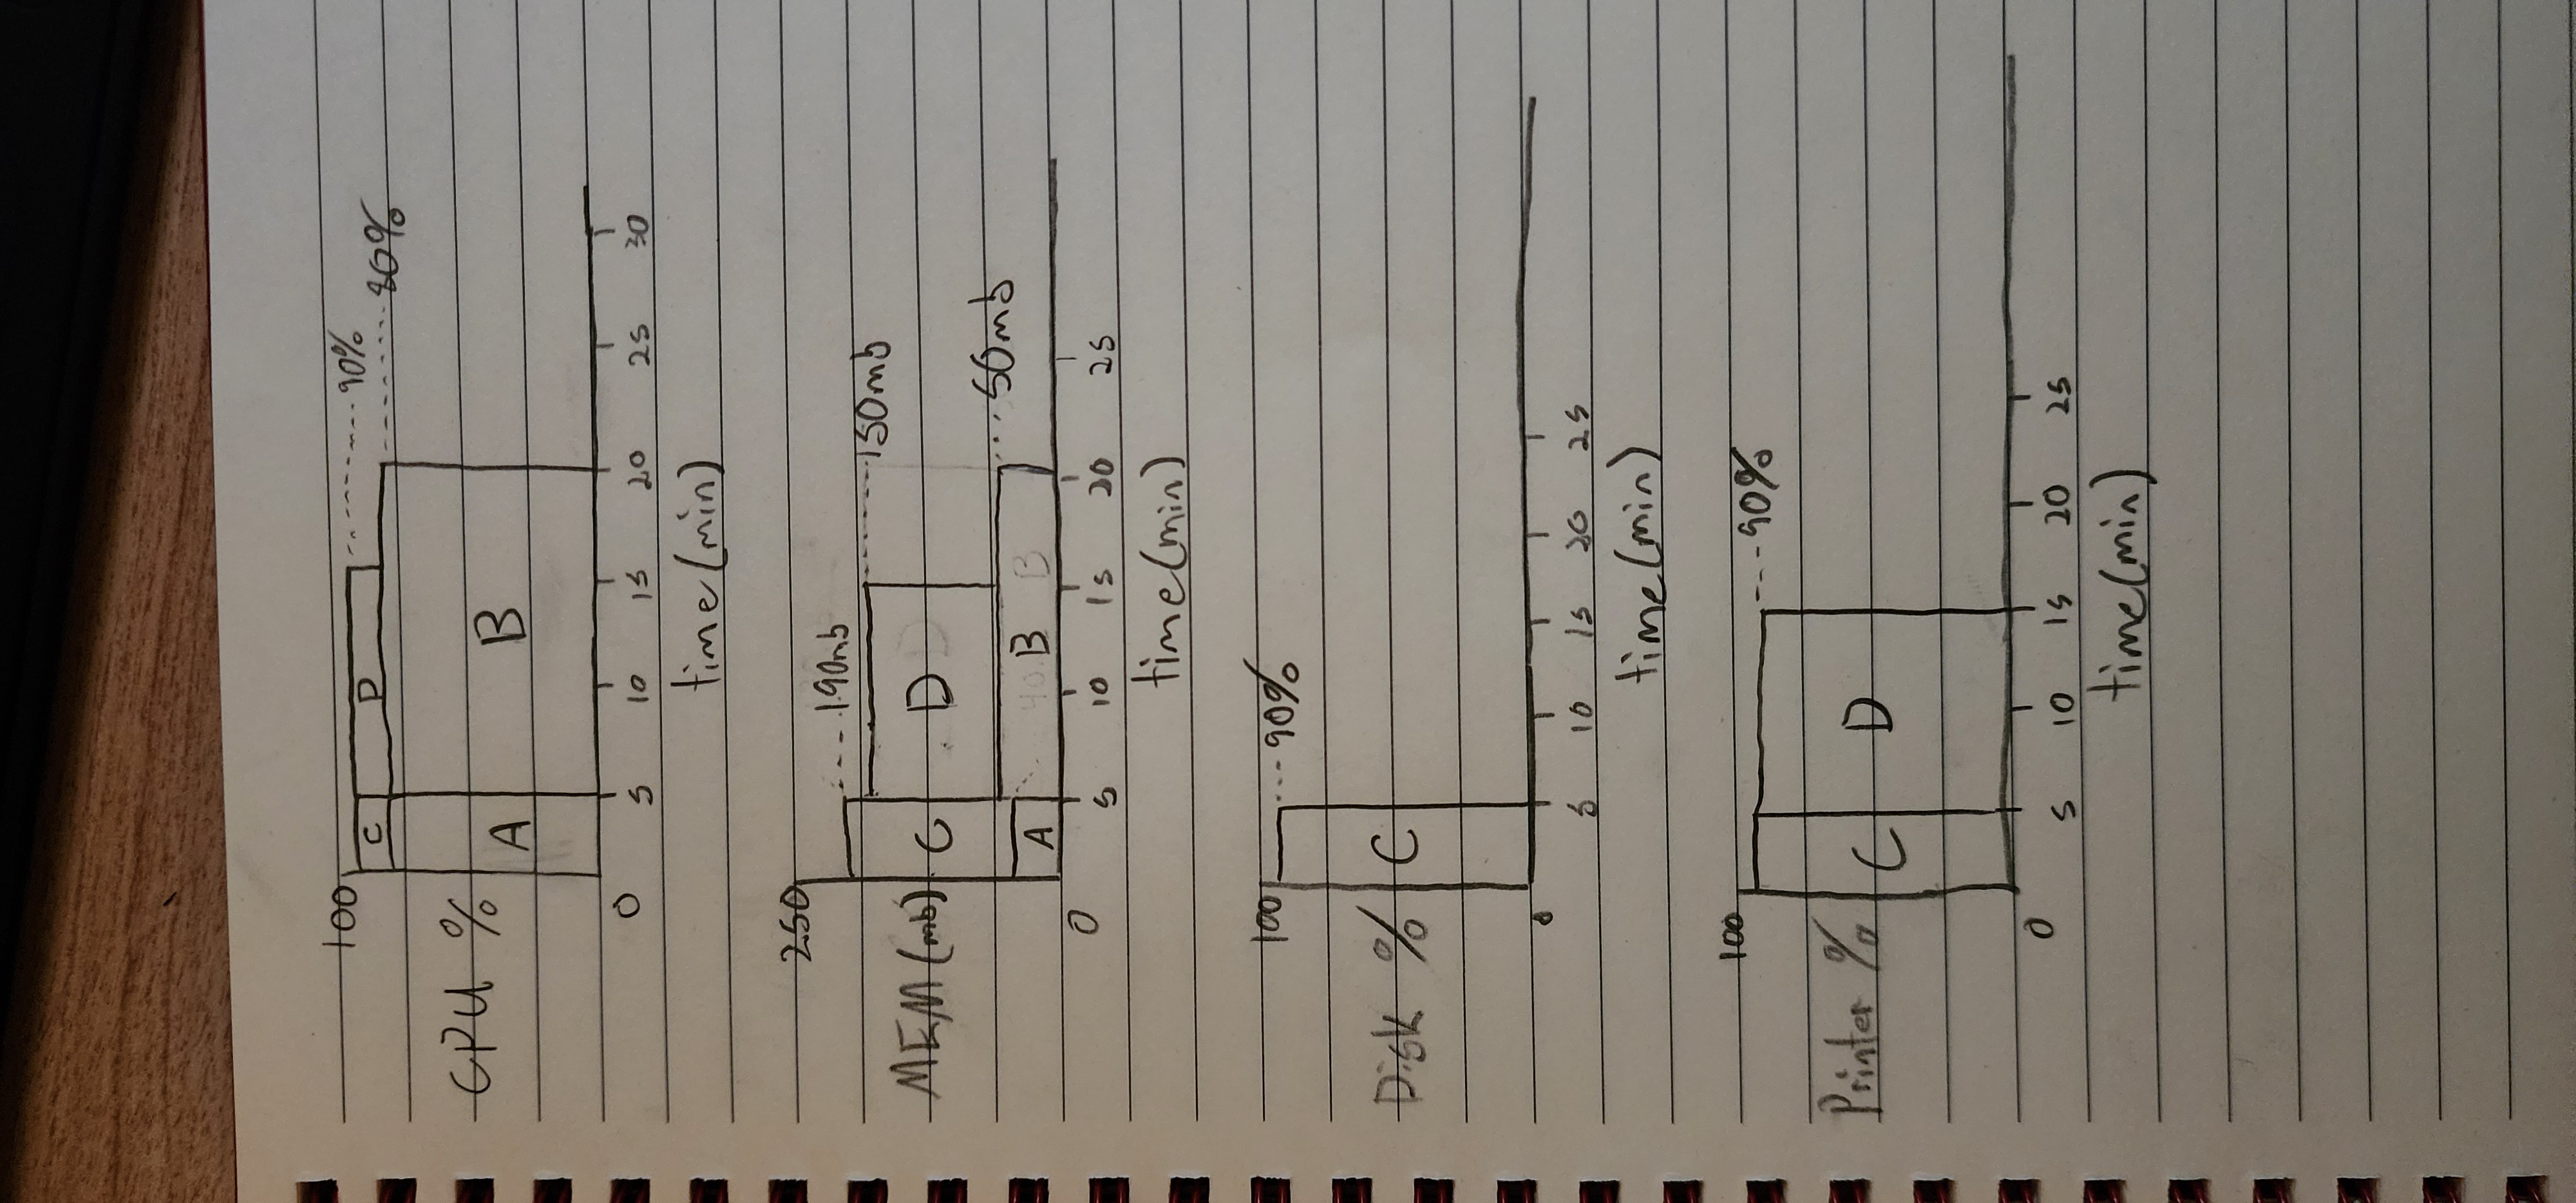 100
C D 90%
80%
CPU %
A B
0 5 10 15 20 25 30
time (min)
250
190mb
150mb
MEM (mb) C D
50mb
A B
0 5 10 15 20 25
time (min)
100 90%
Disk % C
0 5 10 15 20 25
time (min)
100 90%
Printer % C D
0 5 10 15 20 25
time (min)